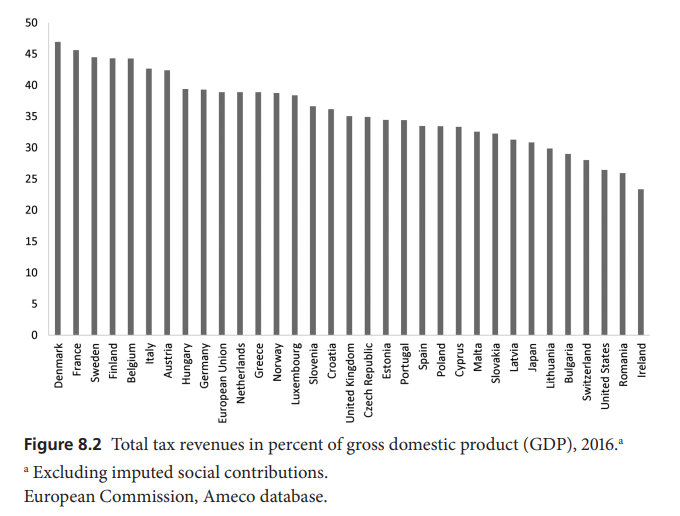 50
45
40
35
30
25
20
15
10
5
0
Denmark
France
Sweden
Finland
Belgium
Italy
Austria
Hungary
Germany
European Union
Netherlands
Greece
Norway
Luxembourg
Slovenia
Croatia
United Kingdom
Czech Republic
Estonia
Portugal
Spain
Poland
Cyprus
Malta
Slovakia
Latvia
Japan
Lithuania
Bulgaria
Switzerland
United States
Romania
Ireland
Figure 8.2 Total tax revenues in percent of gross domestic product (GDP), 2016.ᵃ
ᵃ Excluding imputed social contributions.
European Commission, Ameco database.